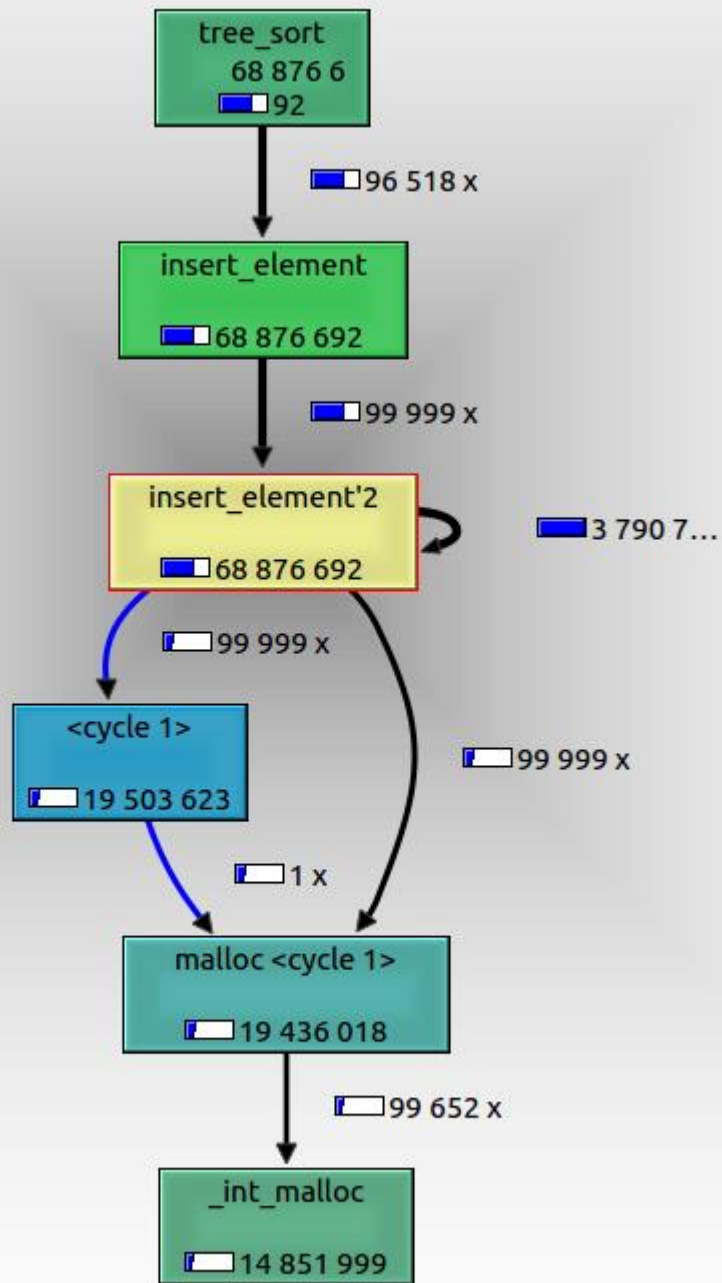 tree_sort
68 876 6
92
96 518 x
insert_element
68 876 692
99 999 x
insert_element'2
3 790 7...
68 876 692
99 999 x
<cycle 1>
99 999 x
19 503 623
1 x
malloc <cycle 1>
19 436 018
99 652 x
_int_malloc
14 851 999